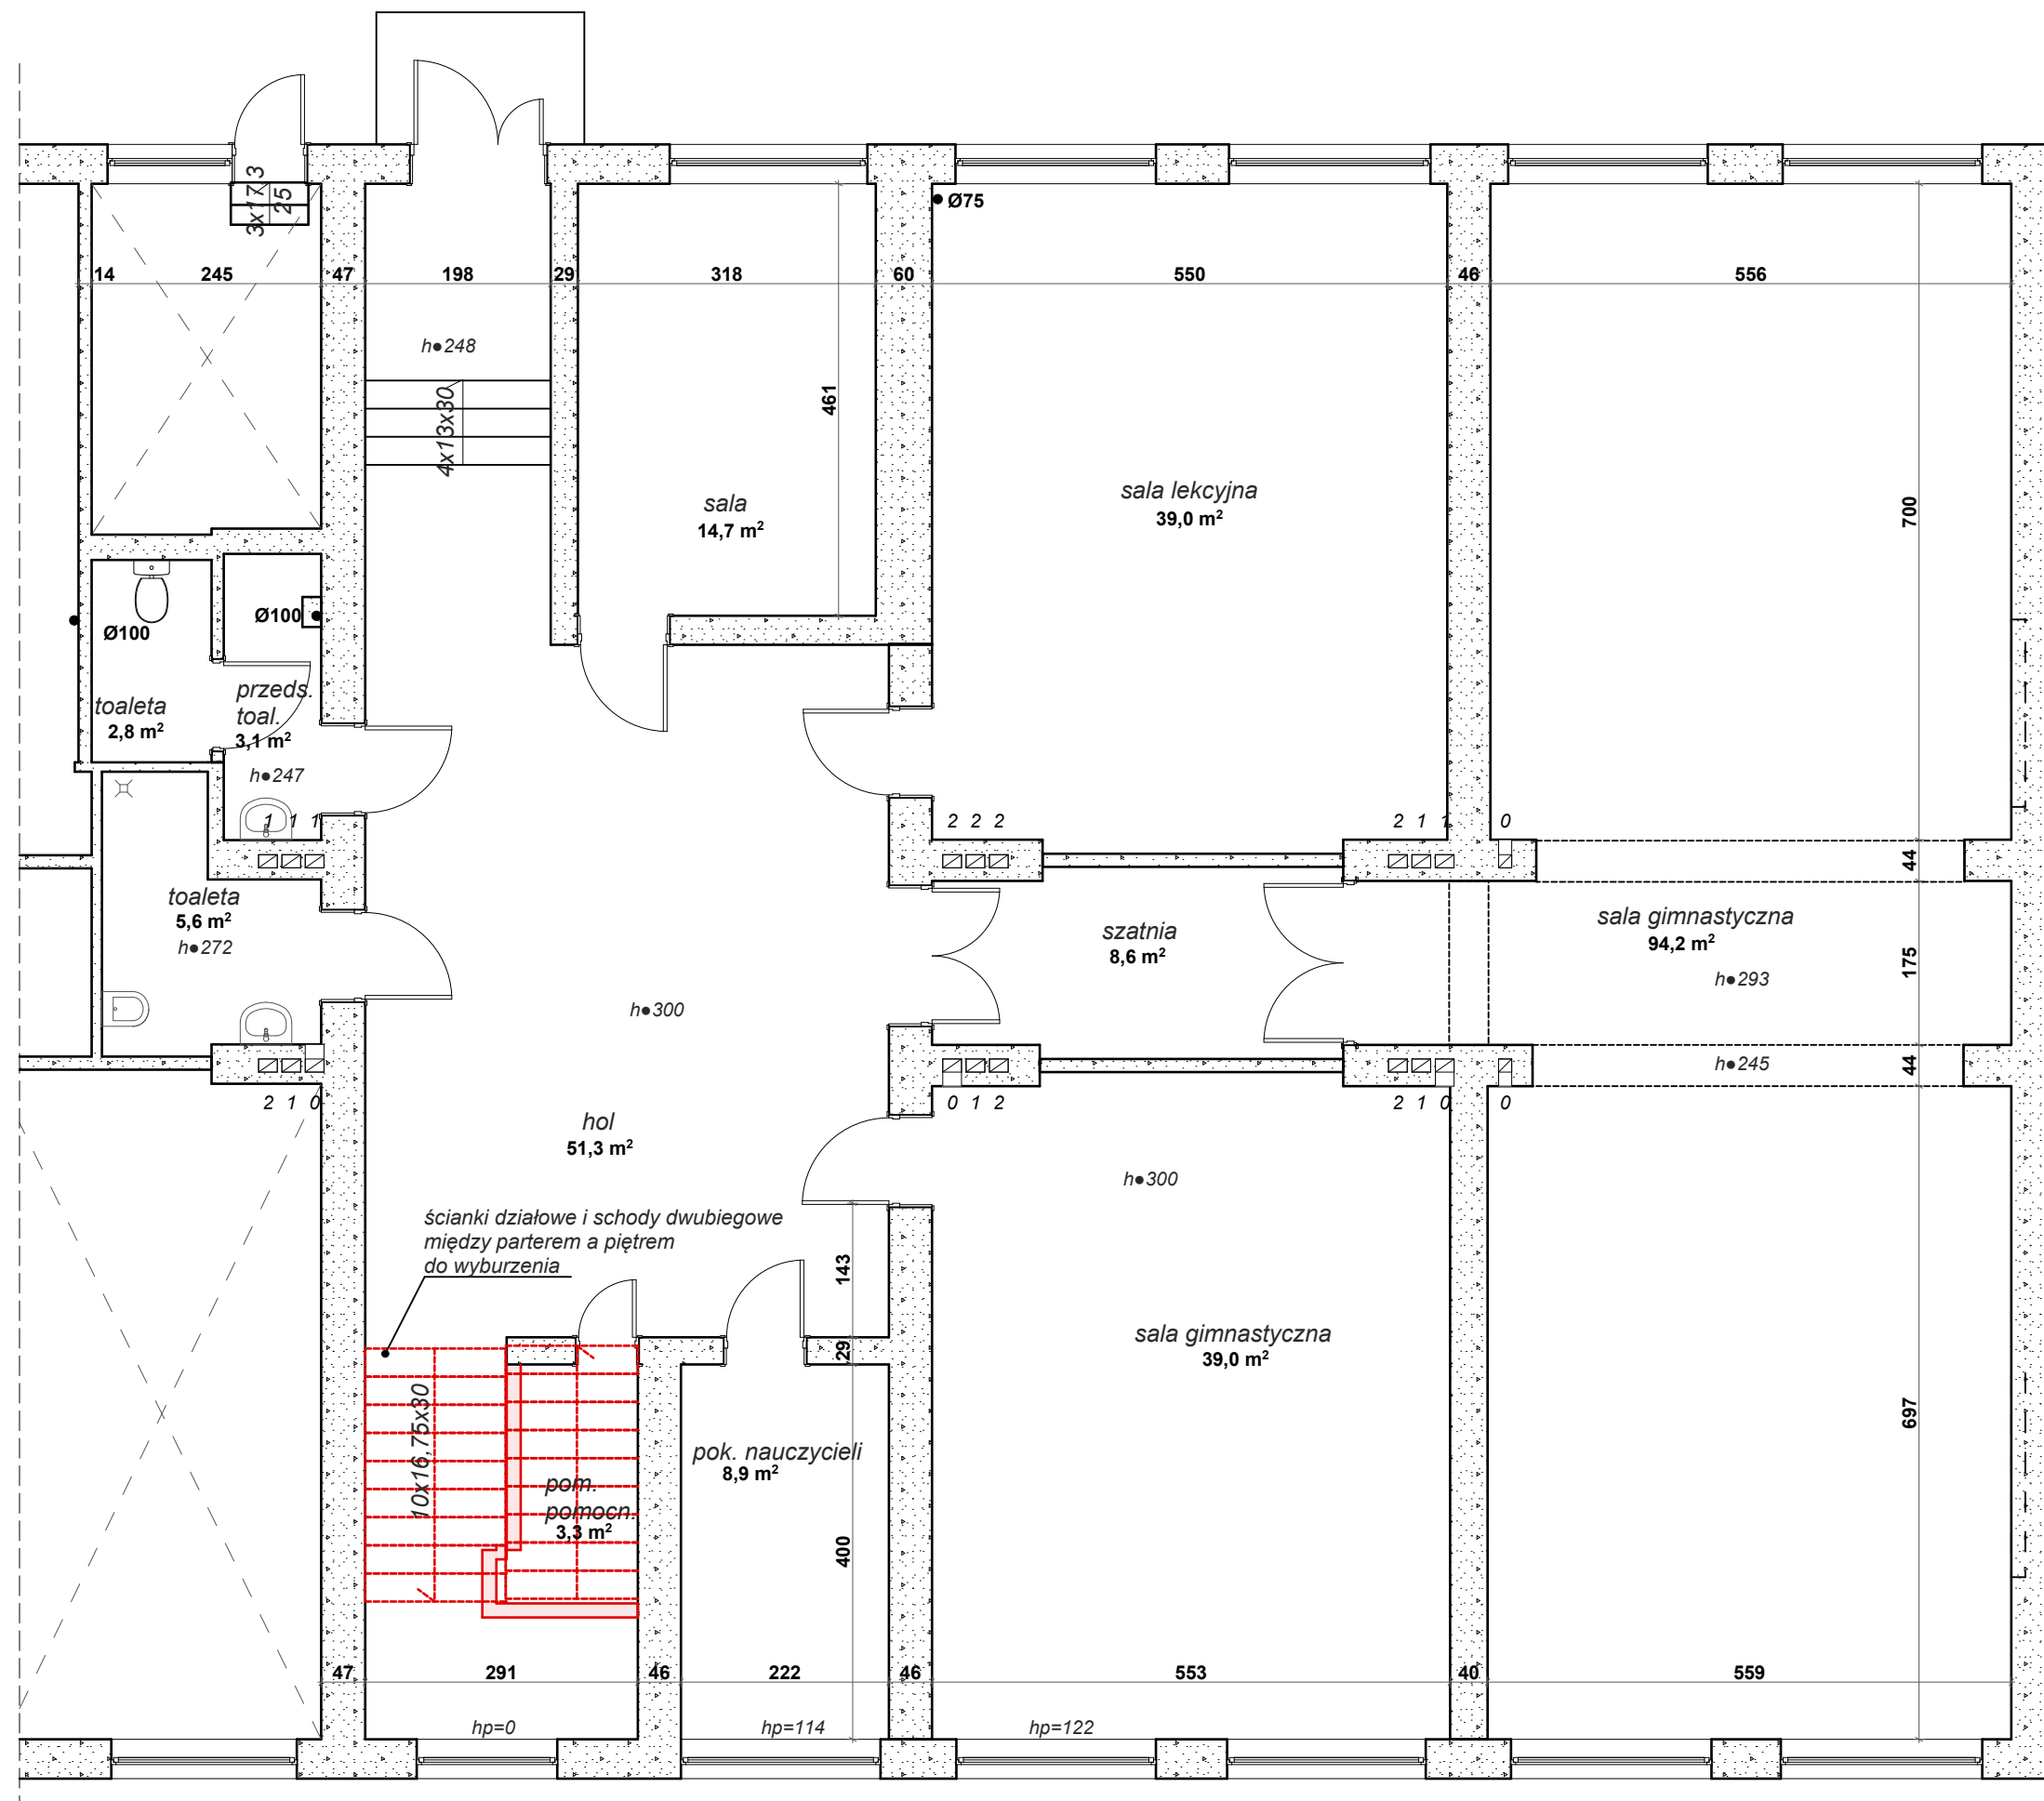 3x17,3
25
Ø75
14
245
47
198
29
318
60
550
46
556
h●248
4x13x30
461
sala
14,7 m²
sala lekcyjna
39,0 m²
700
Ø100
Ø100
toaleta
2,8 m²
przeds.
toal.
3,1 m²
h●247
1 1 1
2 2 2
2 1 1
0
44
toaleta
5,6 m²
h●272
szatnia
8,6 m²
sala gimnastyczna
94,2 m²
175
h●293
h●300
h●245
44
2 1 0
0 1 2
2 1 0
0
hol
51,3 m²
h●300
ścianki działowe i schody dwubiegowe
między parterem a piętrem
do wyburzenia
143
29
sala gimnastyczna
39,0 m²
697
10x16,75x30
pom.
pomocn.
3,3 m²
pok. nauczycieli
8,9 m²
400
47
291
46
222
46
553
40
559
hp=0
hp=114
hp=122